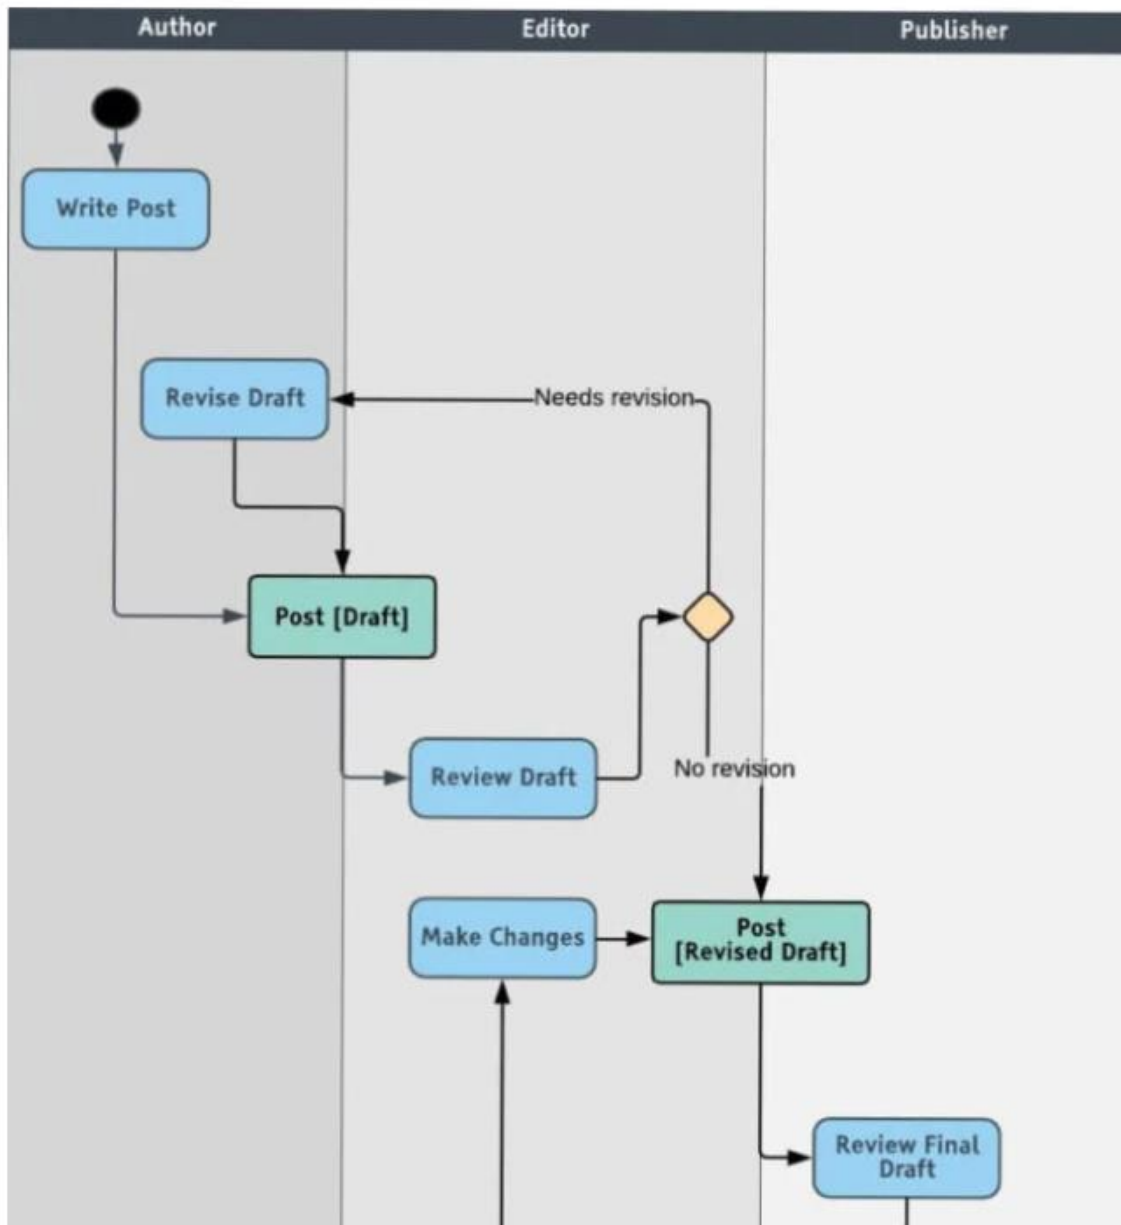 Author
Editor
Publisher
Write Post
Revise Draft
Needs revision
Post [Draft]
Review Draft
No revision
Make Changes
Post
[Revised Draft]
Review Final
Draft